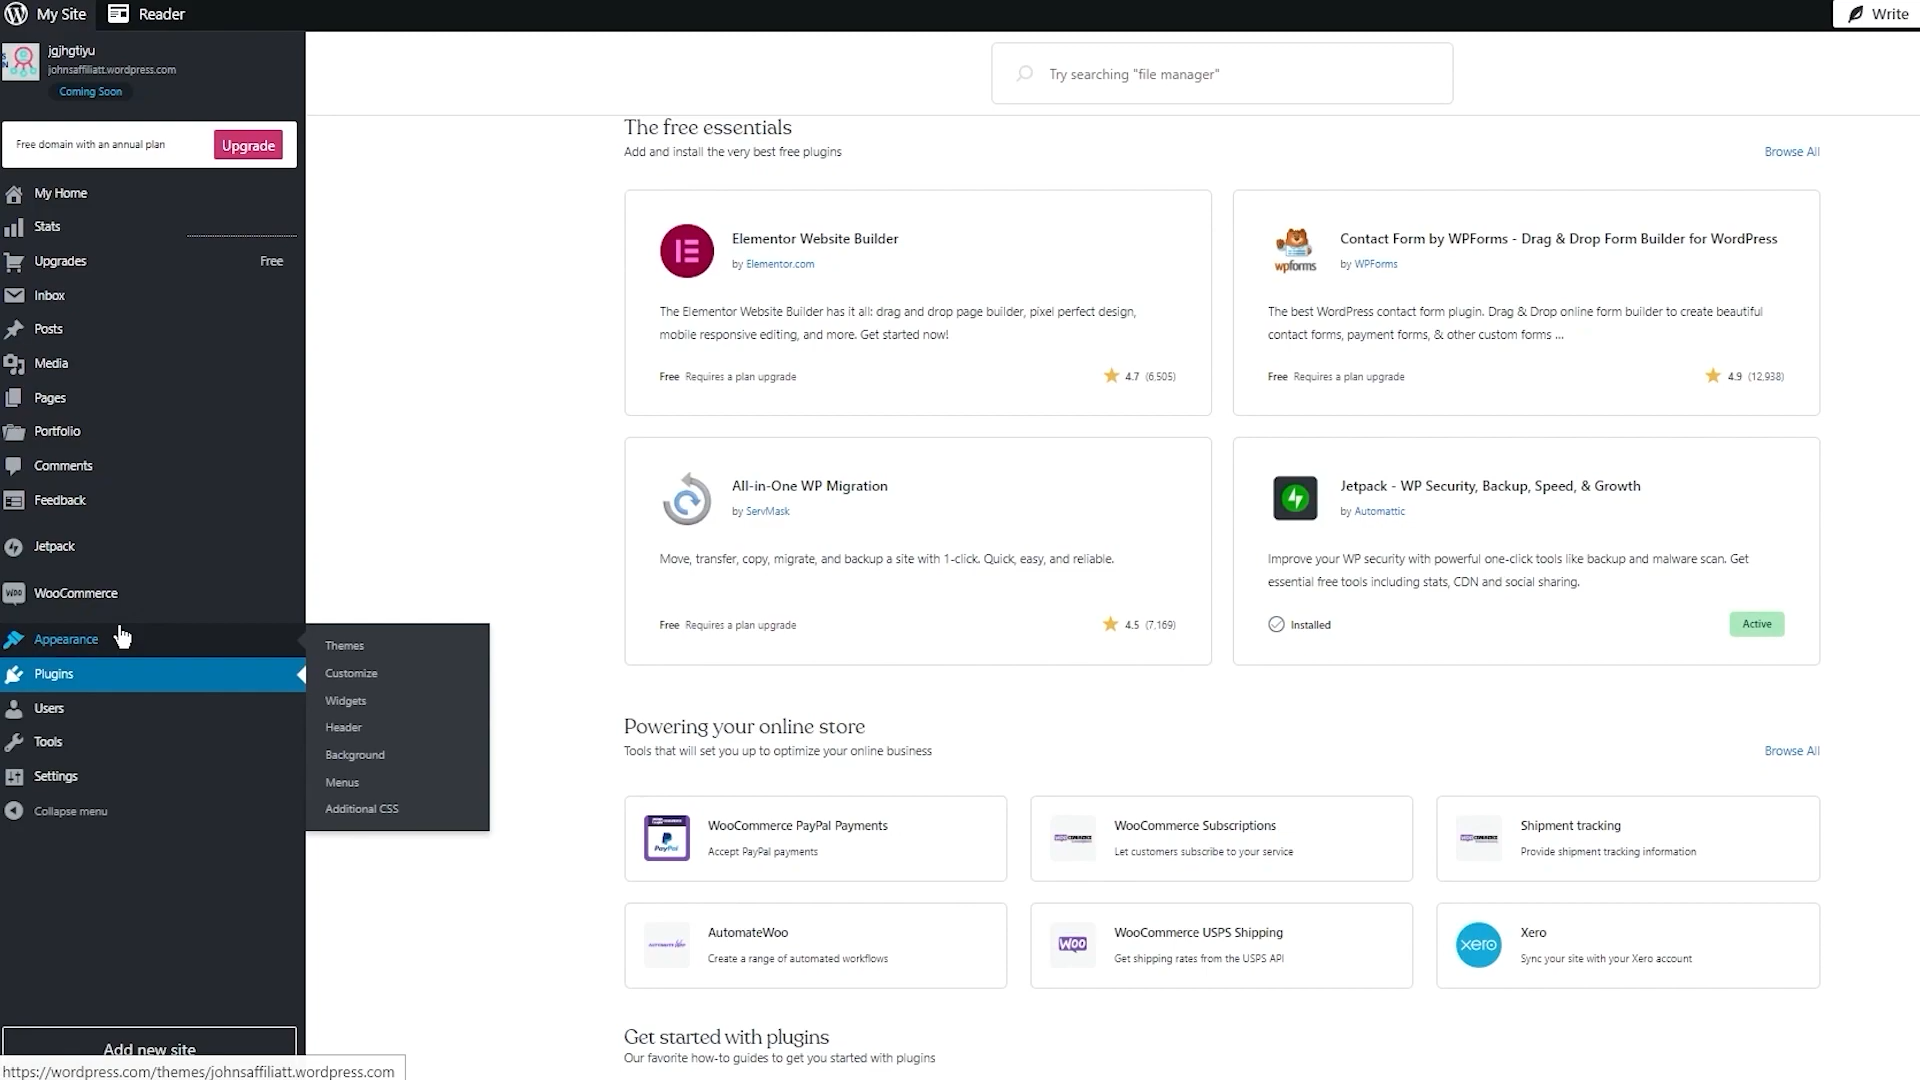 My Site
Reader
Write
jgjhgtiyu
johnsaffiliatt.wordpress.com
Coming Soon
Free domain with an annual plan
Upgrade
My Home
Stats
Upgrades
Free
Inbox
Posts
Media
Pages
Portfolio
Comments
Feedback
Jetpack
WooCommerce
Appearance
Plugins
Users
Tools
Settings
Collapse menu
Add new site
https://wordpress.com/themes/johnsaffiliatt.wordpress.com
Themes
Customize
Widgets
Header
Background
Menus
Additional CSS
Try searching "file manager"
The free essentials
Add and install the very best free plugins
Browse All
Elementor Website Builder
by Elementor.com
The Elementor Website Builder has it all: drag and drop page builder, pixel perfect design,
mobile responsive editing, and more. Get started now!
Free Requires a plan upgrade
4.7 (6,505)
wpforms
Contact Form by WPForms - Drag & Drop Form Builder for WordPress
by WPForms
The best WordPress contact form plugin. Drag & Drop online form builder to create beautiful
contact forms, payment forms, & other custom forms ...
Free Requires a plan upgrade
4.9 (12,938)
All-in-One WP Migration
by ServMask
Move, transfer, copy, migrate, and backup a site with 1-click. Quick, easy, and reliable.
Free Requires a plan upgrade
4.5 (7,169)
Jetpack - WP Security, Backup, Speed, & Growth
by Automattic
Improve your WP security with powerful one-click tools like backup and malware scan. Get
essential free tools including stats, CDN and social sharing.
Installed
Active
Powering your online store
Tools that will set you up to optimize your online business
Browse All
PayPal
WooCommerce PayPal Payments
Accept PayPal payments
WooCommerce Subscriptions
Let customers subscribe to your service
Shipment tracking
Provide shipment tracking information
AutomateWoo
Create a range of automated workflows
WOO
WooCommerce USPS Shipping
Get shipping rates from the USPS API
xero
Xero
Sync your site with your Xero account
Get started with plugins
Our favorite how-to guides to get you started with plugins